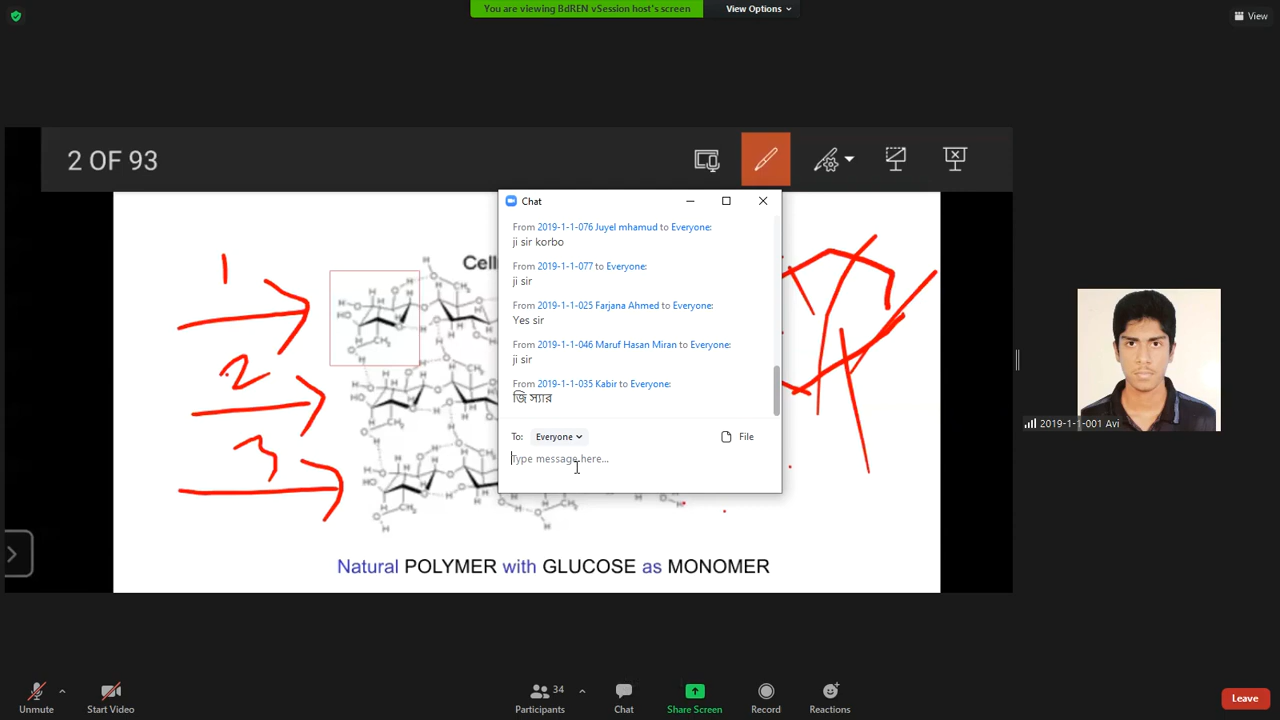 You are viewing BdREN vSession host's screen
View Options
View
2 OF 93
Chat
From 2019-1-1-076 Juyel mhamud to Everyone:
ji sir korbo
From 2019-1-1-077 to Everyone:
ji sir
From 2019-1-1-025 Farjana Ahmed to Everyone:
Yes sir
From 2019-1-1-046 Maruf Hasan Miran to Everyone:
ji sir
From 2019-1-1-035 Kabir to Everyone:
জি স্যার
To: Everyone
File
Type message here...
1
2
3
2019-1-1-001 Avi
Natural POLYMER with GLUCOSE as MONOMER
Unmute
Start Video
34
Participants
Chat
Share Screen
Record
Reactions
Leave